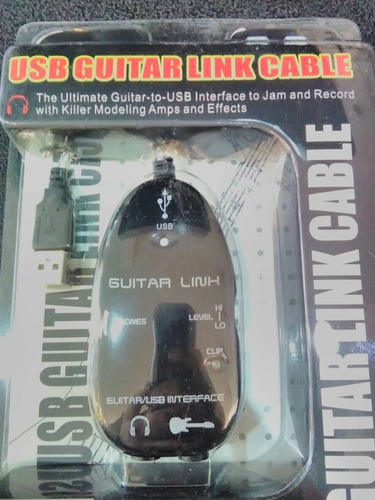 USB GUITAR LINK CABLE
The Ultimate Guitar-to-USB Interface to Jam and Record
with Killer Modeling Amps and Effects
USB
GUITAR LINK
HI
LEVEL
LO
CLIP
GUITAR/USB INTERFACE
USB GUITAR LINK
GUITAR LINK CABLE